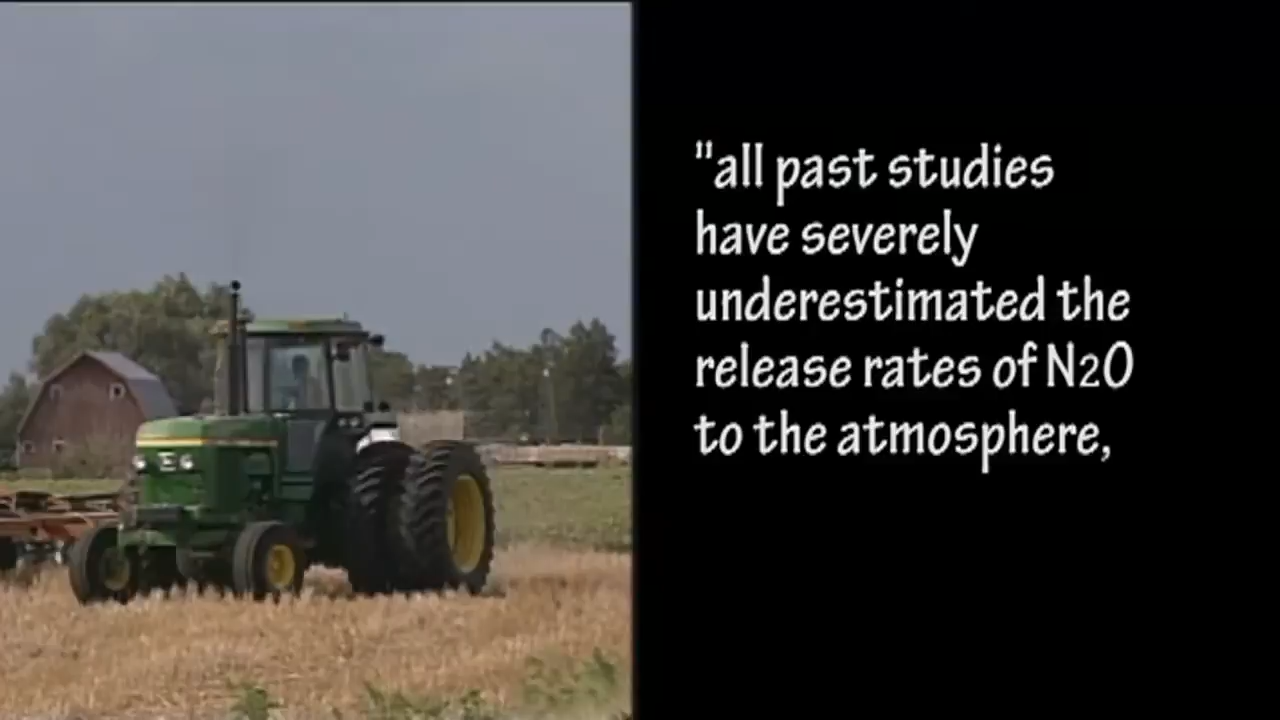 "all past studies
have severely
underestimated the
release rates of N2O
to the atmosphere,